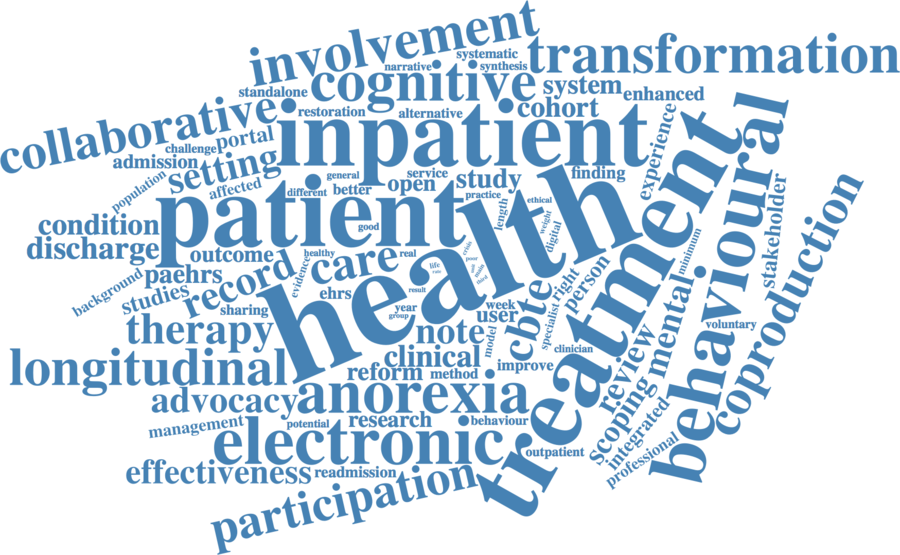 involvement
systematic
transformation
narrative
synthesis
cognitive
system
standalone
enhanced
collaborative
restoration
alternative
cohort
inpatient
experience
challenge
portal
admission
setting
finding
treatment
behavioural
population
affected
general
service
study
different
better
open
practice
ethical
patient
health
length
weight
digital
stakeholder
coproduction
condition
good
discharge
outcome
healthy
real
care
crisis
evidence
record
life
minimum
background
paehrs
studies
sharing
ehrs
result
year
group
week
user
right
person
specialist
cbte
mental
voluntary
therapy
note
model
clinician
longitudinal
clinical
improve
reform
method
review
advocacy
anorexia
scoping
management
potential
research
behaviour
integrated
electronic
outpatient
professional
effectiveness
readmission
participation